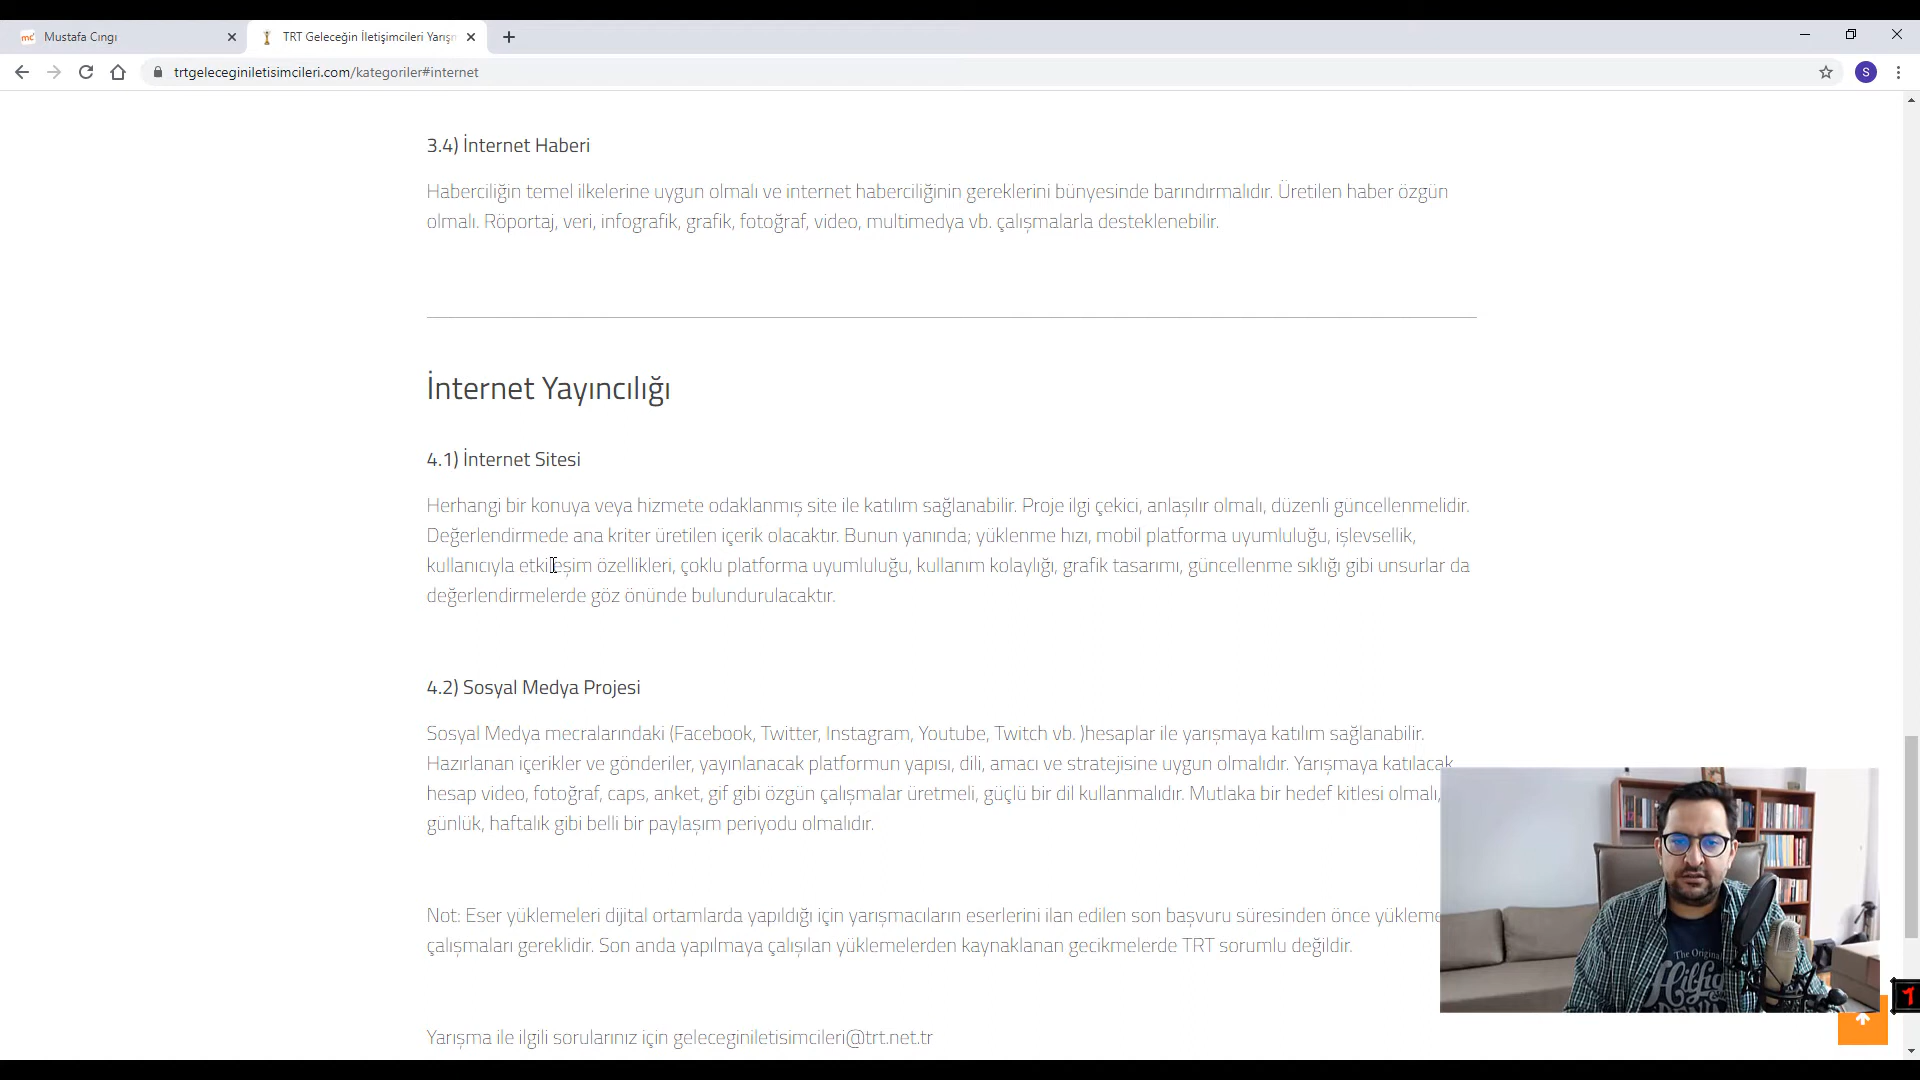 Mustafa Cıngı
TRT Geleceğin İletişimcileri Yarışm
trtgeleceginiletisimcileri.com/kategoriler#internet
S
3.4) İnternet Haberi
Haberciliğin temel ilkelerine uygun olmalı ve internet haberciliğinin gereklerini bünyesinde barındırmalıdır. Üretilen haber özgün
olmalı. Röportaj, veri, infografik, grafik, fotoğraf, video, multimedya vb. çalışmalarla desteklenebilir.
İnternet Yayıncılığı
4.1) İnternet Sitesi
Herhangi bir konuya veya hizmete odaklanmış site ile katılım sağlanabilir. Proje ilgi çekici, anlaşılır olmalı, düzenli güncellenmelidir.
Değerlendirmede ana kriter üretilen içerik olacaktır. Bunun yanında; yüklenme hızı, mobil platforma uyumluluğu, işlevsellik,
kullanıcıyla etkileşim özellikleri, çoklu platforma uyumluluğu, kullanım kolaylığı, grafik tasarımı, güncellenme sıklığı gibi unsurlar da
değerlendirmelerde göz önünde bulundurulacaktır.
4.2) Sosyal Medya Projesi
Sosyal Medya mecralarındaki (Facebook, Twitter, Instagram, Youtube, Twitch vb. )hesaplar ile yarışmaya katılım sağlanabilir.
Hazırlanan içerikler ve gönderiler, yayınlanacak platformun yapısı, dili, amacı ve stratejisine uygun olmalıdır. Yarışmaya katılacak
hesap video, fotoğraf, caps, anket, gif gibi özgün çalışmalar üretmeli, güçlü bir dil kullanmalıdır. Mutlaka bir hedef kitlesi olmalı,
günlük, haftalık gibi belli bir paylaşım periyodu olmalıdır.
Not: Eser yüklemeleri dijital ortamlarda yapıldığı için yarışmacıların eserlerini ilan edilen son başvuru süresinden önce yükleme
çalışmaları gereklidir. Son anda yapılmaya çalışılan yüklemelerden kaynaklanan gecikmelerde TRT sorumlu değildir.
Yarışma ile ilgili sorularınız için geleceginiletisimcileri@trt.net.tr
The Original
Hilfig